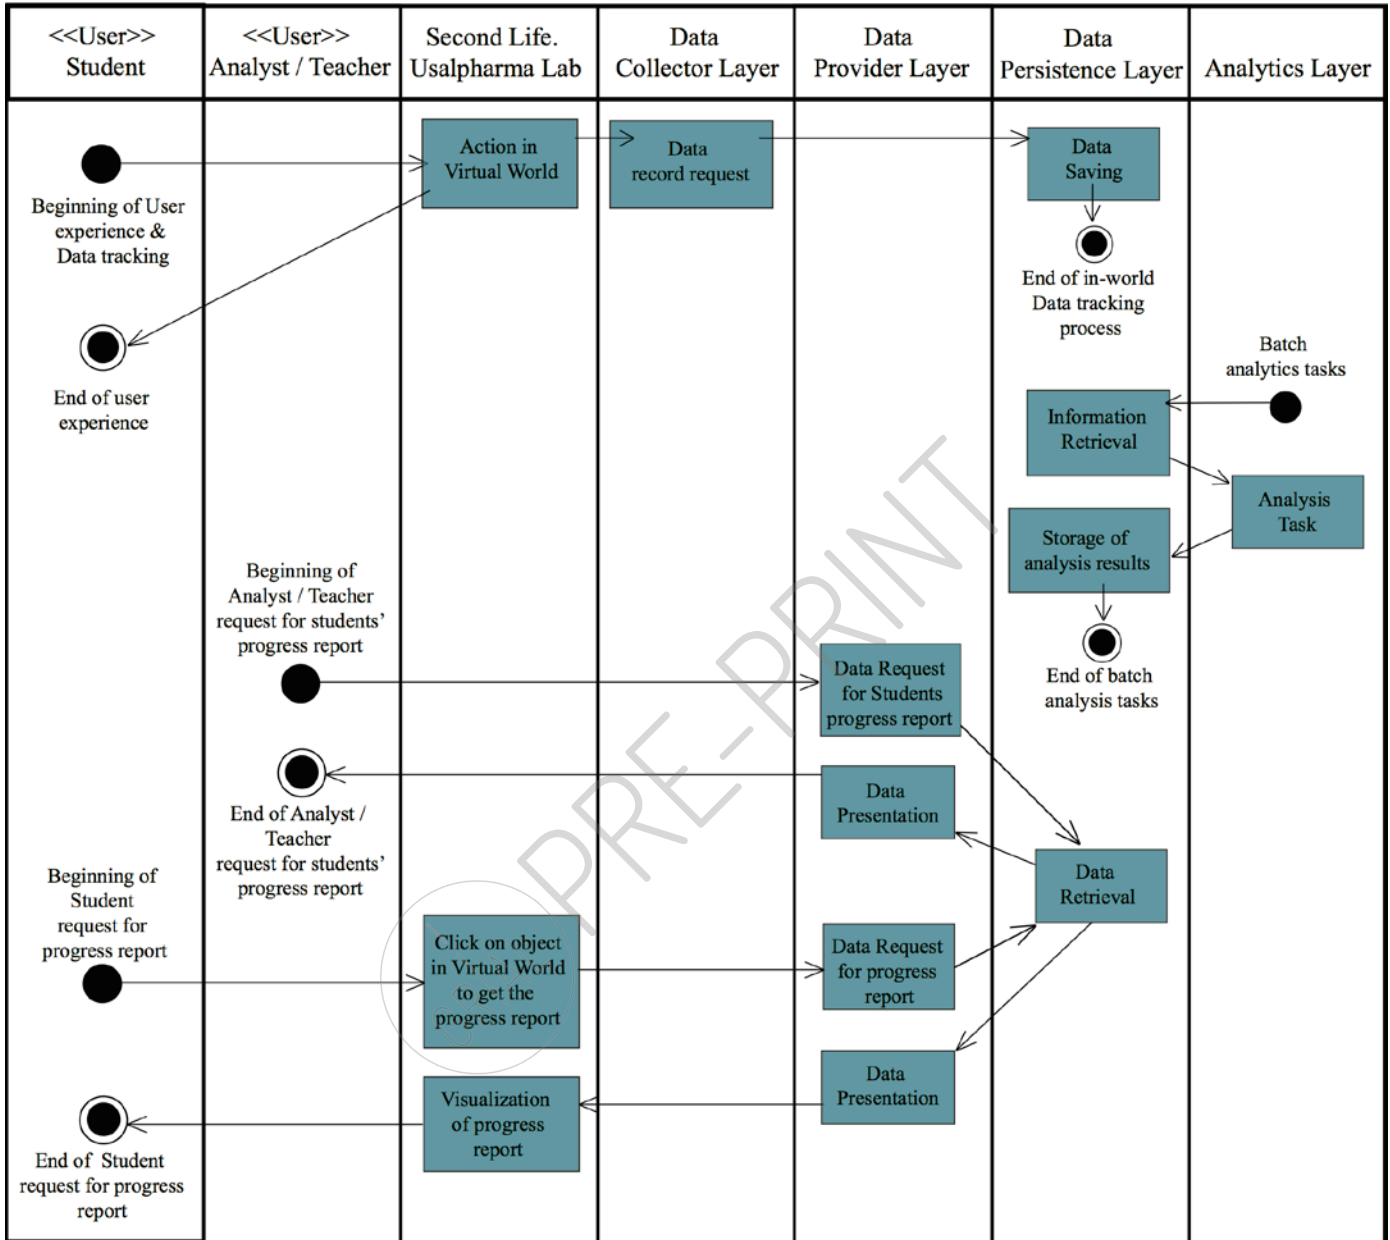 <<User>>
Student
<<User>>
Analyst / Teacher
Second Life.
Usalpharma Lab
Data
Collector Layer
Data
Provider Layer
Data
Persistence Layer
Analytics Layer
Action in
Virtual World
Data
record request
Data
Saving
Beginning of User
experience &
Data tracking
End of in-world
Data tracking
process
End of user
experience
Batch
analytics tasks
Information
Retrieval
Analysis
Task
Storage of
analysis results
End of batch
analysis tasks
Beginning of
Analyst / Teacher
request for students'
progress report
Data Request
for Students
progress report
Data
Presentation
End of Analyst /
Teacher
request for students'
progress report
Data
Retrieval
Beginning of
Student
request for
progress report
Click on object
in Virtual World
to get the
progress report
Data Request
for progress
report
Data
Presentation
Visualization
of progress
report
End of Student
request for progress
report
PRE-PRINT